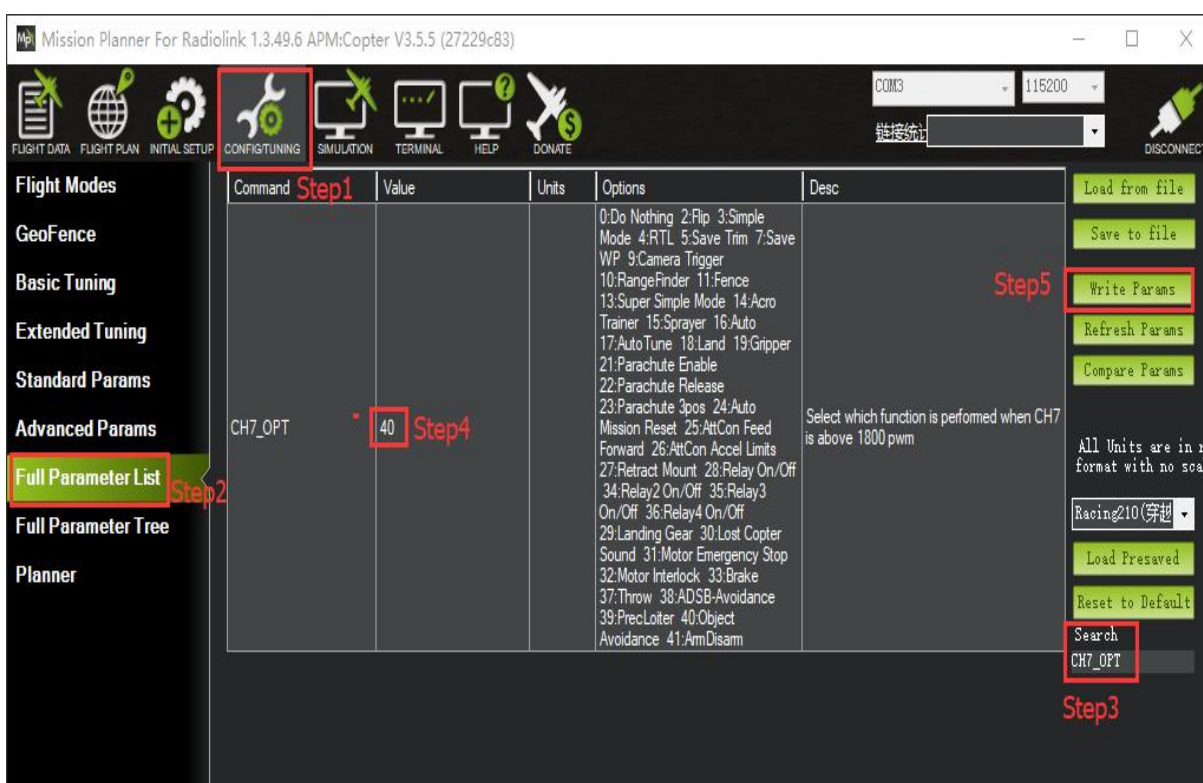 Mission Planner For Radiolink 1.3.49.6 APM:Copter V3.5.5 (27229c83)
FLIGHT DATA
FLIGHT PLAN
INITIAL SETUP
CONFIG/TUNING
SIMULATION
TERMINAL
HELP
DONATE
COM3
115200
链接统计
DISCONNECT
Flight Modes
GeoFence
Basic Tuning
Extended Tuning
Standard Params
Advanced Params
Full Parameter List
Full Parameter Tree
Planner
Step1
Step2
Command
Value
Units
Options
Desc
CH7_OPT
40
Step4
0:Do Nothing 2:Flip 3:Simple
Mode 4:RTL 5:Save Trim 7:Save
WP 9:Camera Trigger
10:RangeFinder 11:Fence
13:Super Simple Mode 14:Acro
Trainer 15:Sprayer 16:Auto
17:AutoTune 18:Land 19:Gripper
21:Parachute Enable
22:Parachute Release
23:Parachute 3pos 24:Auto
Mission Reset 25:AttCon Feed
Forward 26:AttCon Accel Limits
27:Retract Mount 28:Relay On/Off
34:Relay2 On/Off 35:Relay3
On/Off 36:Relay4 On/Off
29:Landing Gear 30:Lost Copter
Sound 31:Motor Emergency Stop
32:Motor Interlock 33:Brake
37:Throw 38:ADSB-Avoidance
39:PrecLoiter 40:Object
Avoidance 41:ArmDisarm
Select which function is performed when CH7
is above 1800 pwm
Load from file
Save to file
Step5
Write Params
Refresh Params
Compare Params
All Units are in r
format with no sca
Racing210(穿越
Load Presaved
Reset to Default
Search
CH7_OPT
Step3